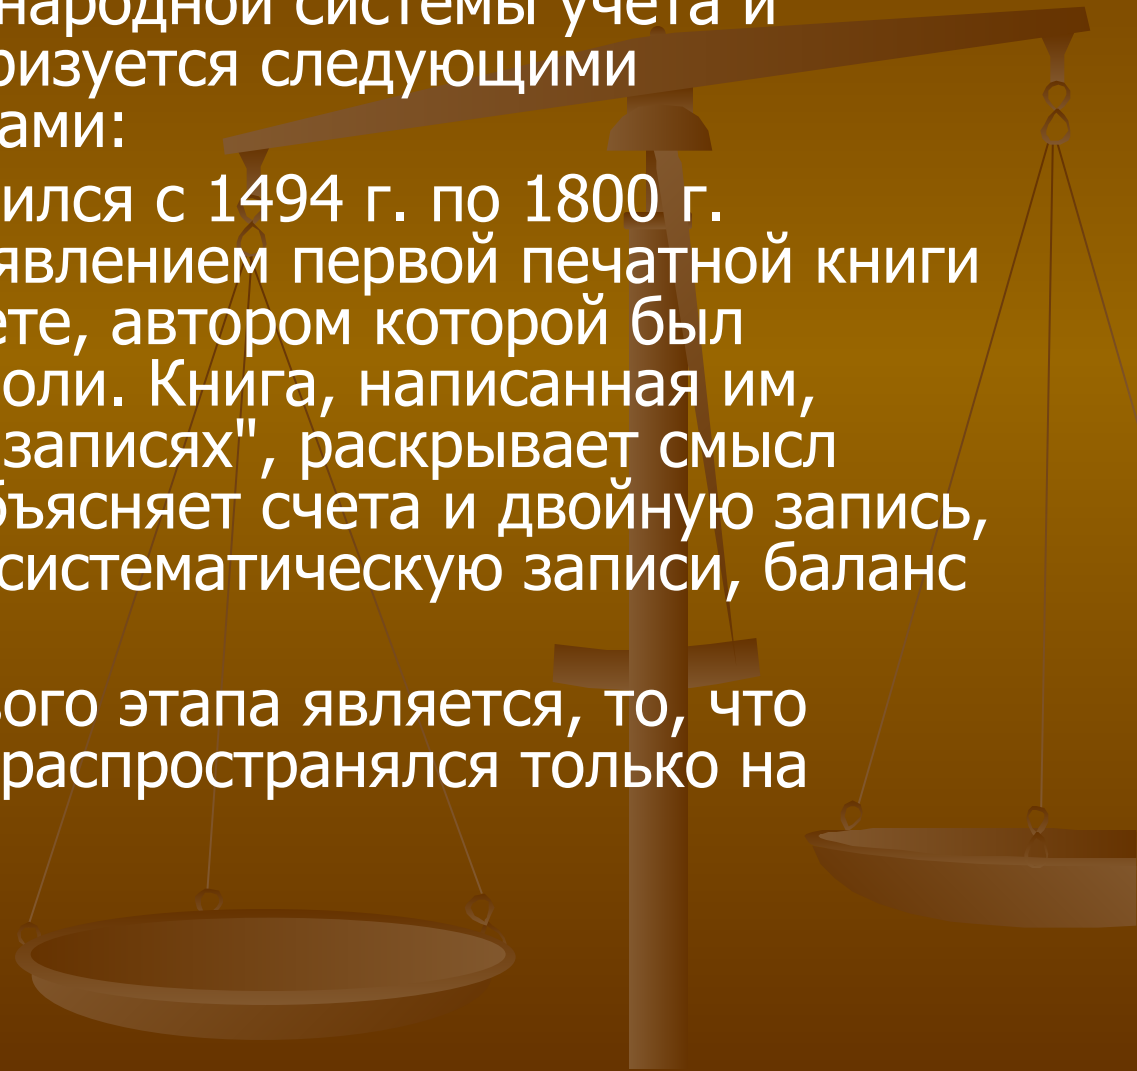 народной системы учета и
ризуется следующими
ами:
ился с 1494 г. по 1800 г.
явлением первой печатной книги
ете, автором которой был
оли. Книга, написанная им,
записях", раскрывает смысл
бъясняет счета и двойную запись,
систематическую записи, баланс
вого этапа является, то, что
распространялся только на